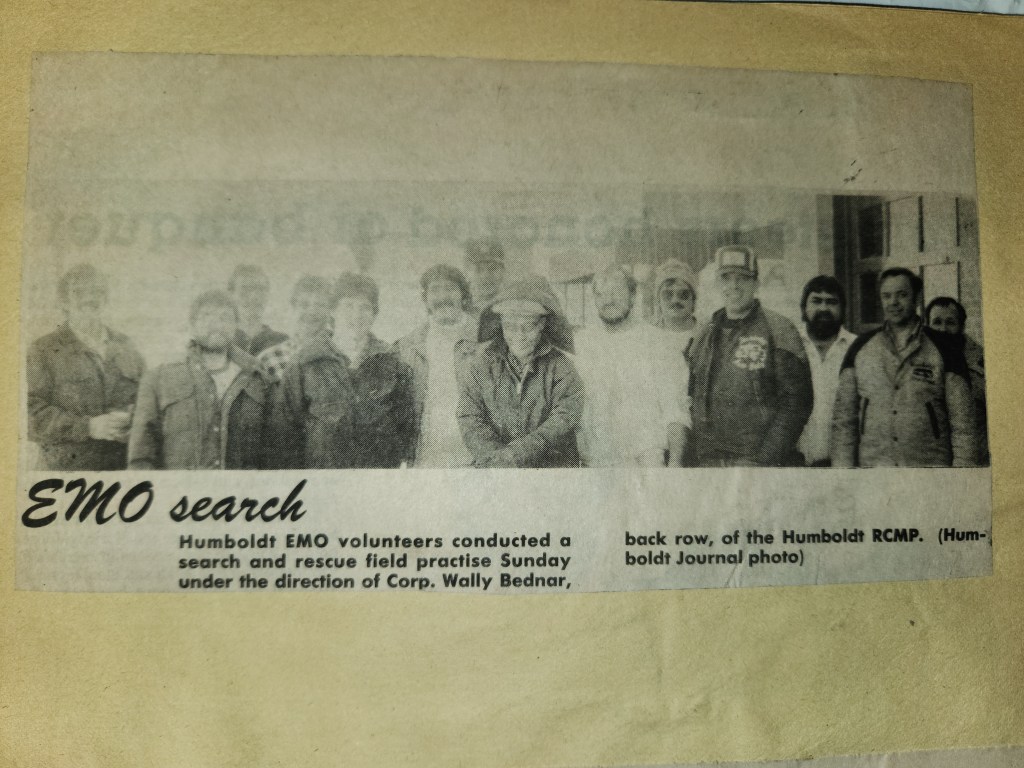 EMO search
Humboldt EMO volunteers conducted a
search and rescue field practise Sunday
under the direction of Corp. Wally Bednar,
back row, of the Humboldt RCMP. (Hum-
boldt Journal photo)